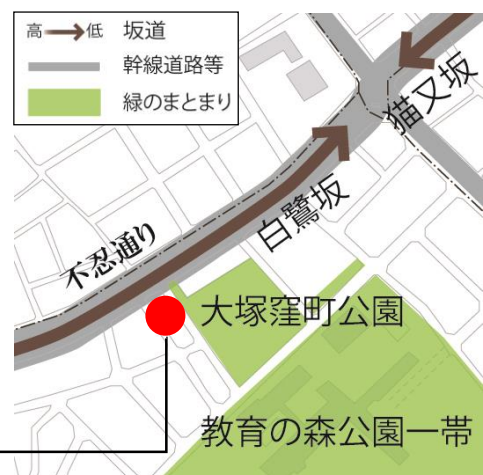 高 低 坂道
幹線道路等
緑のまとまり
猫又坂
白鷺坂
不忍通り
大塚窪町公園
教育の森公園一帯